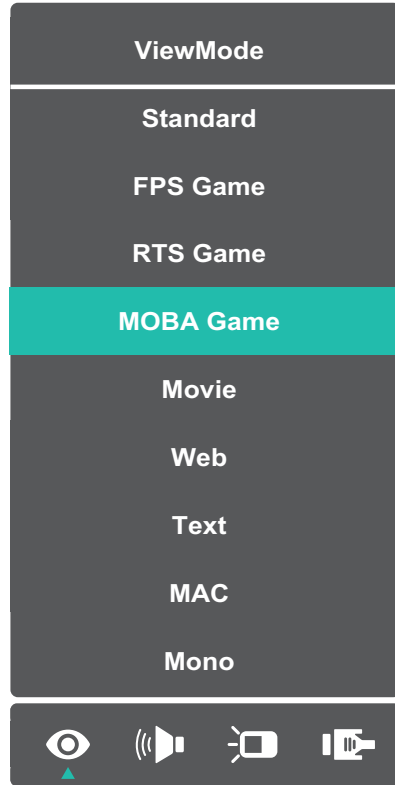 ViewMode
Standard
FPS Game
RTS Game
MOBA Game
Movie
Web
Text
MAC
Mono